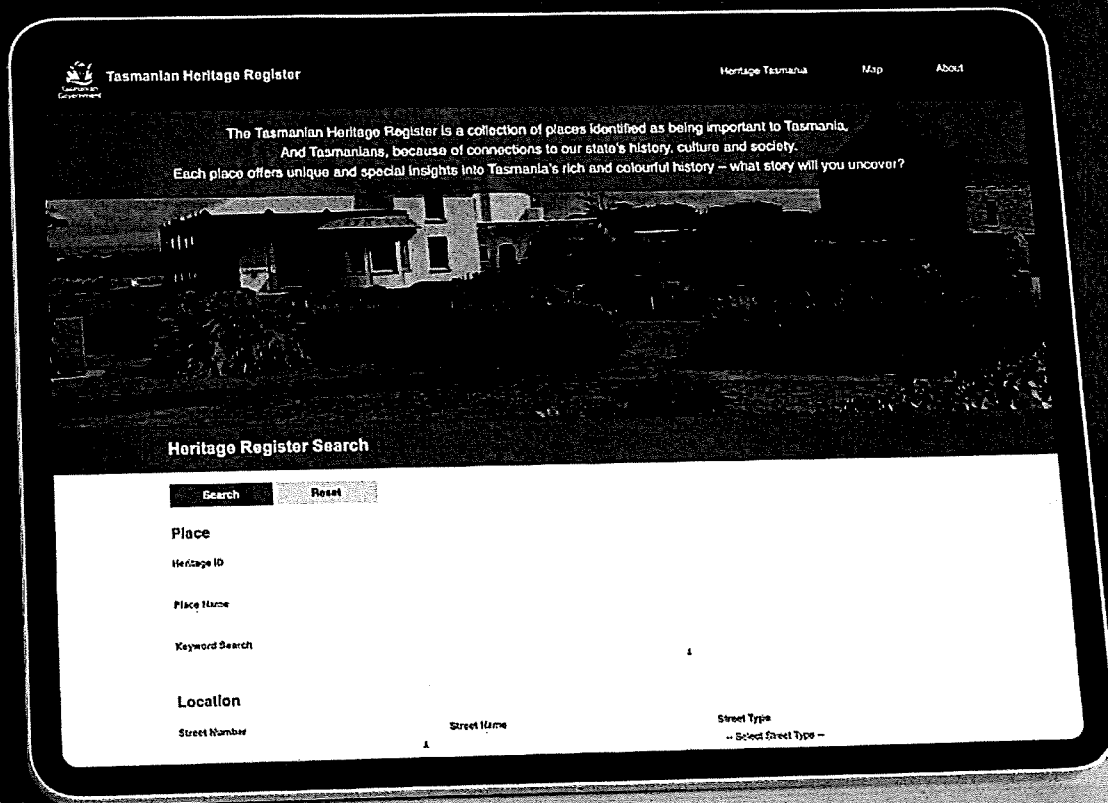 Tasmanian Heritage Register
Heritage Tasmania
Map
About
Tasmanian
Government
The Tasmanian Heritage Register is a collection of places identified as being important to Tasmania.
And Tasmanians, because of connections to our state's history, culture and society.
Each place offers unique and special insights into Tasmania's rich and colourful history – what story will you uncover?
Heritage Register Search
Search
Reset
Place
Heritage ID
Place Name
Keyword Search
Location
Street Number
Street Name
Street Type
-- Select Street Type --